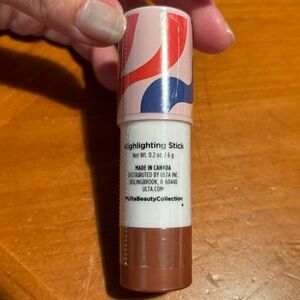 Highlighting Stick
Net Wt. 0.2 oz. / 6 g
MADE IN CANADA
DISTRIBUTED BY ULTA INC.
BOLINGBROOK, IL 60440
ULTA.COM
#UltaBeautyCollection